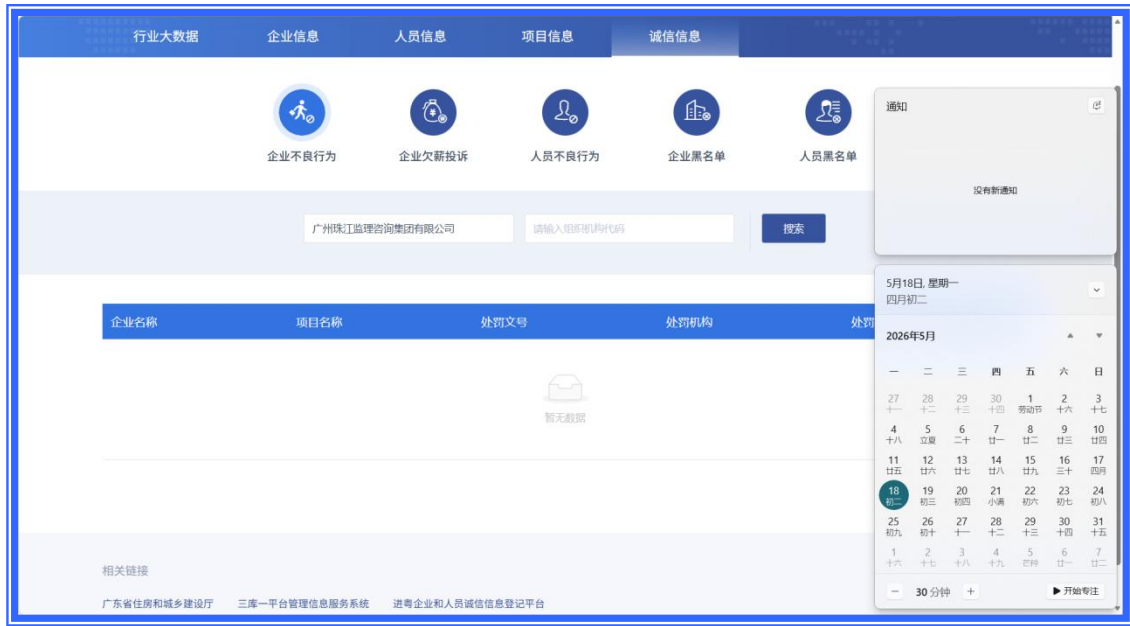 行业大数据 企业信息 人员信息 项目信息 诚信信息
企业不良行为 企业欠薪投诉 人员不良行为 企业黑名单 人员黑名单
广州珠江监理咨询集团有限公司 请输入组织机构代码 搜索
企业名称 项目名称 处罚文号 处罚机构 处罚
暂无数据
相关链接
广东省住房和城乡建设厅 三库一平台管理信息服务系统 进粤企业和人员诚信信息登记平台
通知
没有新通知
5月18日, 星期一
四月初二
2026年5月
一 二 三 四 五 六 日
27 28 29 30 1 2 3
十一 十二 十三 十四 劳动节 十六 十七
4 5 6 7 8 9 10
十八 立夏 二十 廿一 廿二 廿三 廿四
11 12 13 14 15 16 17
廿五 廿六 廿七 廿八 廿九 三十 四月
18 19 20 21 22 23 24
初二 初三 初四 小满 初六 初七 初八
25 26 27 28 29 30 31
初九 初十 十一 十二 十三 十四 十五
1 2 3 4 5 6 7
十六 十七 十八 十九 芒种 廿一 廿二
30 分钟 开始专注